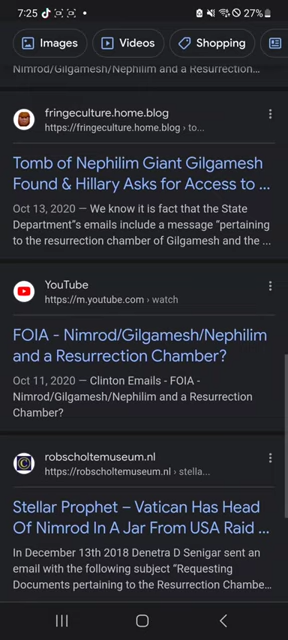 7:25
27%
Images
Videos
Shopping
Nimrod/Gilgamesh/Nephilim and a Resurrection...
fringeculture.home.blog
https://fringeculture.home.blog › to...
Tomb of Nephilim Giant Gilgamesh
Found & Hillary Asks for Access to ...
Oct 13, 2020 — We know it is fact that the State
Department"s emails include a message "pertaining
to the resurrection chamber of Gilgamesh and the ...
YouTube
https://m.youtube.com › watch
FOIA - Nimrod/Gilgamesh/Nephilim
and a Resurrection Chamber?
Oct 11, 2020 — Clinton Emails - FOIA -
Nimrod/Gilgamesh/Nephilim and a Resurrection
Chamber?
robscholtemuseum.nl
https://robscholtemuseum.nl › stella...
Stellar Prophet – Vatican Has Head
Of Nimrod In A Jar From USA Raid ...
In December 13th 2018 Denetra D Senigar sent an
email with the following subject "Requesting
Documents pertaining to the Resurrection Chambe...